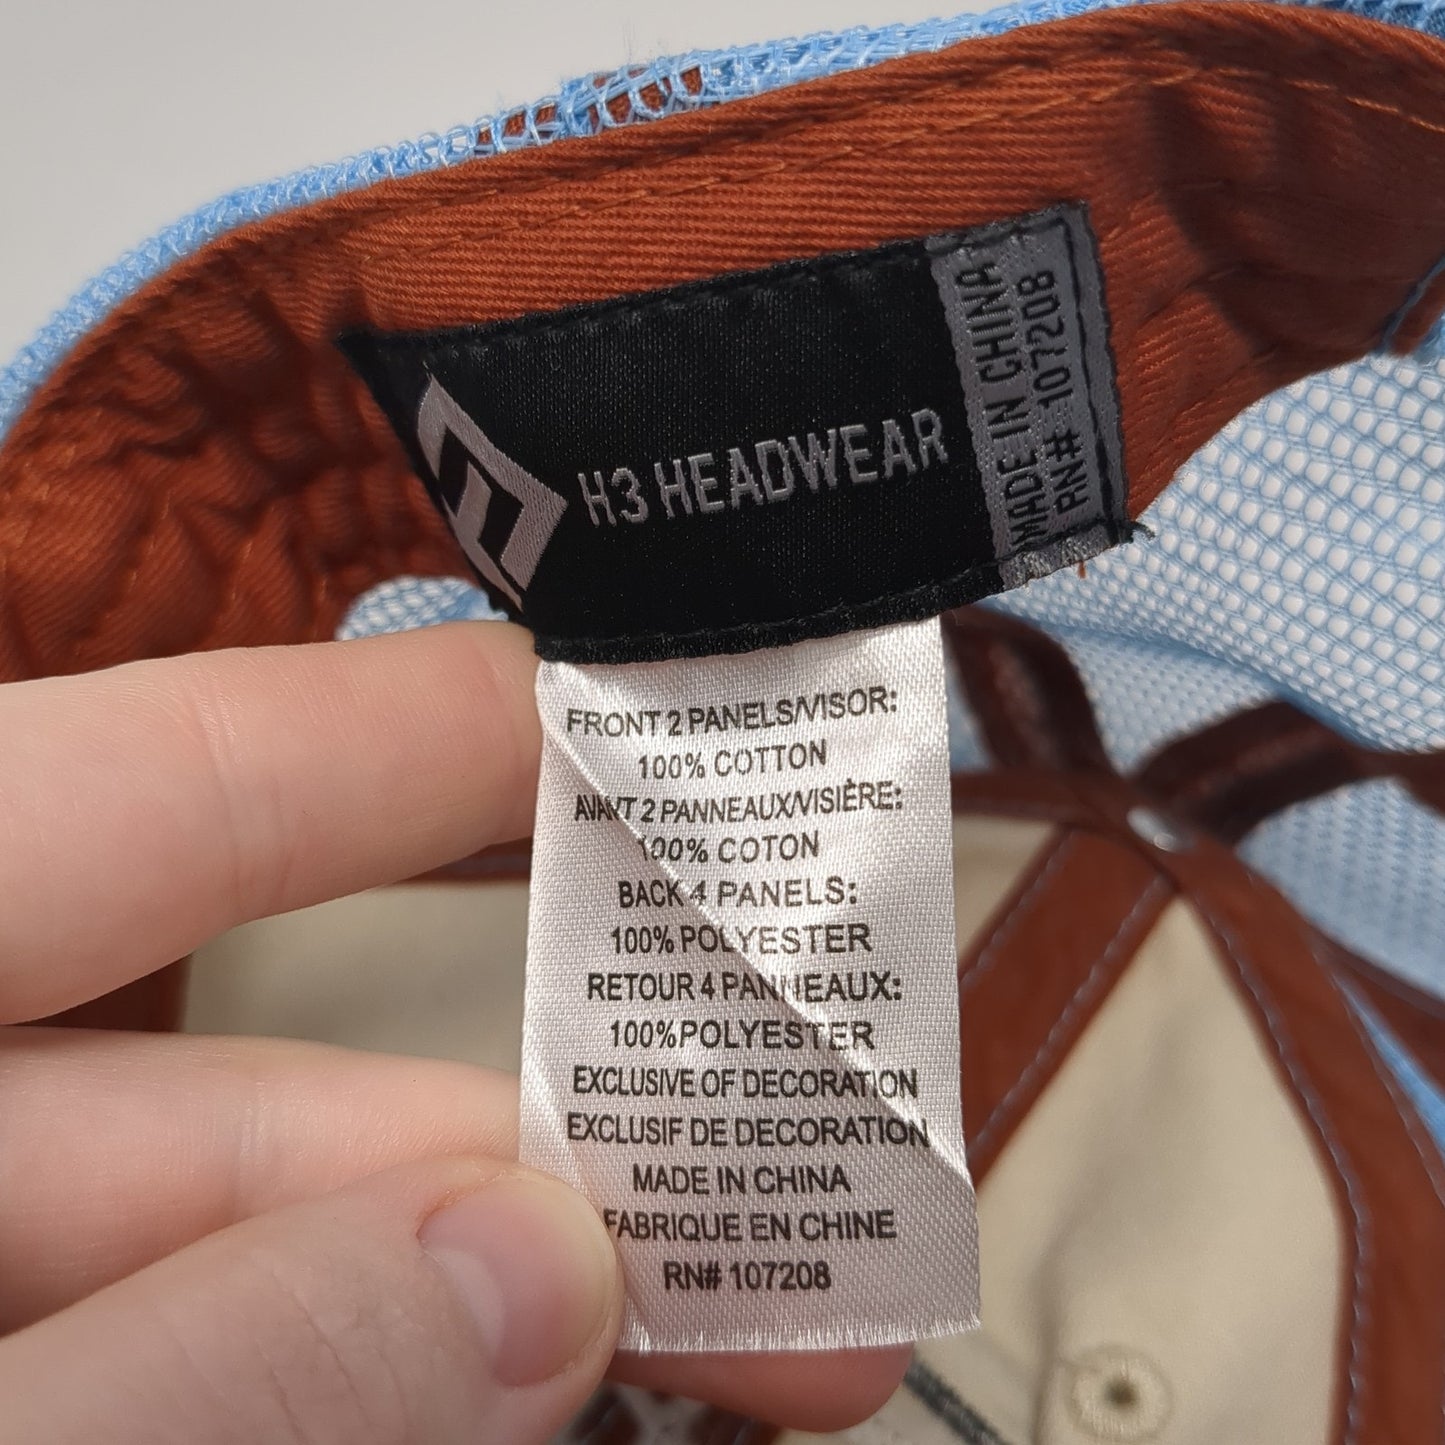 H3 HEADWEAR
MADE IN CHINA
RN# 107208
FRONT 2 PANELS/VISOR:
100% COTTON
AVANT 2 PANNEAUX/VISIÈRE:
100% COTON
BACK 4 PANELS:
100% POLYESTER
RETOUR 4 PANNEAUX:
100%POLYESTER
EXCLUSIVE OF DECORATION
EXCLUSIF DE DECORATION
MADE IN CHINA
FABRIQUE EN CHINE
RN# 107208